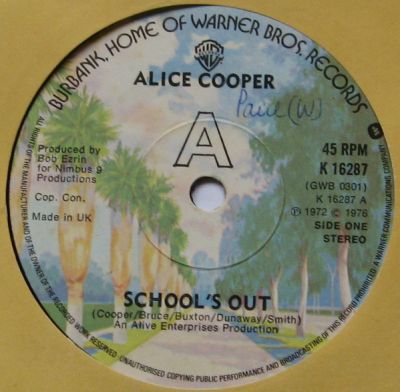 BURBANK, HOME OF WARNER BROS. RECORDS
ALICE COOPER
A
Produced by
Bob Ezrin
for Nimbus 9
Productions
Cop. Con.
Made in UK
45 RPM
K 16287
(GWB 0301)
K 16287 A
℗ 1972 © 1976
SIDE ONE
STEREO
SCHOOL'S OUT
(Cooper/Bruce/Buxton/Dunaway/Smith)
An Alive Enterprises Production
ALL RIGHTS OF THE MANUFACTURER AND OF THE OWNER OF THE RECORDED WORK RESERVED. UNAUTHORISED COPYING PUBLIC PERFORMANCE AND BROADCASTING OF THIS RECORD PROHIBITED. A WARNER COMMUNICATIONS COMPANY